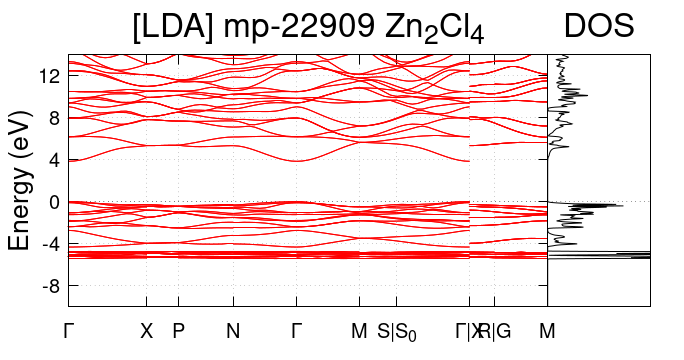 [LDA] mp-22909 Zn₂Cl₄ DOS
Energy (eV)
12
8
4
0
-4
-8
Γ X P N Γ M S|S₀ Γ|X R|G M